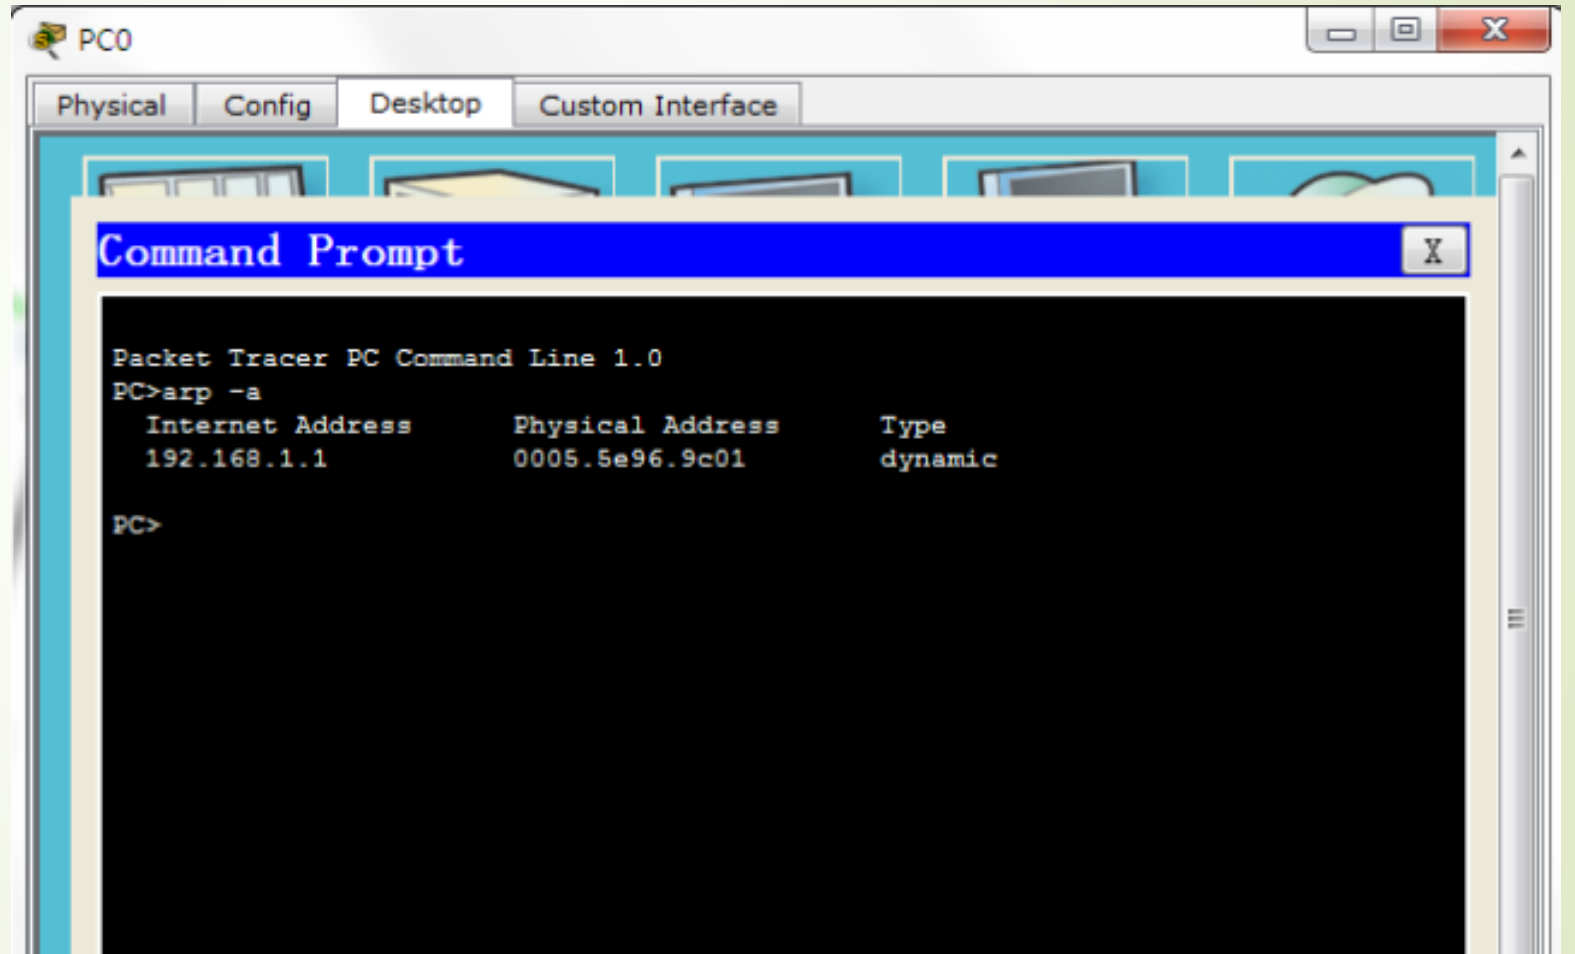 PC0
Physical Config Desktop Custom Interface
Command Prompt X
Packet Tracer PC Command Line 1.0
PC>arp -a
Internet Address Physical Address Type
192.168.1.1 0005.5e96.9c01 dynamic
PC>